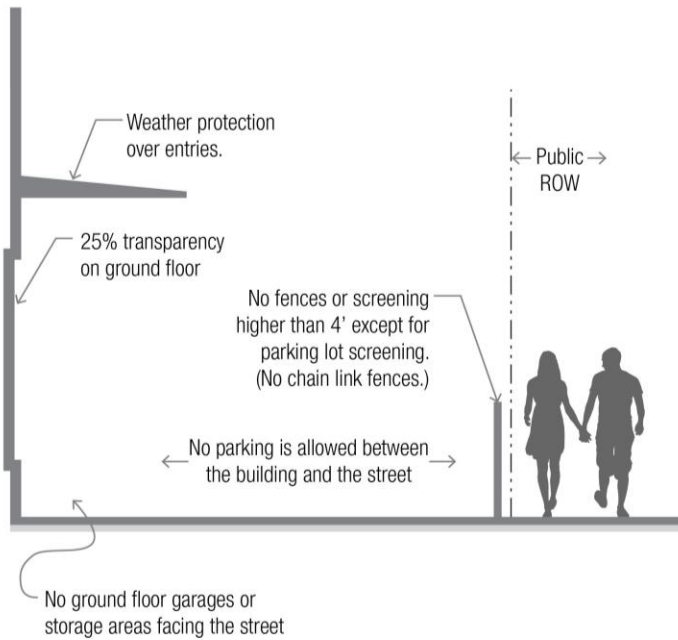 Weather protection
over entries.
← Public →
ROW
25% transparency
on ground floor
No fences or screening
higher than 4’ except for
parking lot screening.
(No chain link fences.)
No parking is allowed between
the building and the street
No ground floor garages or
storage areas facing the street